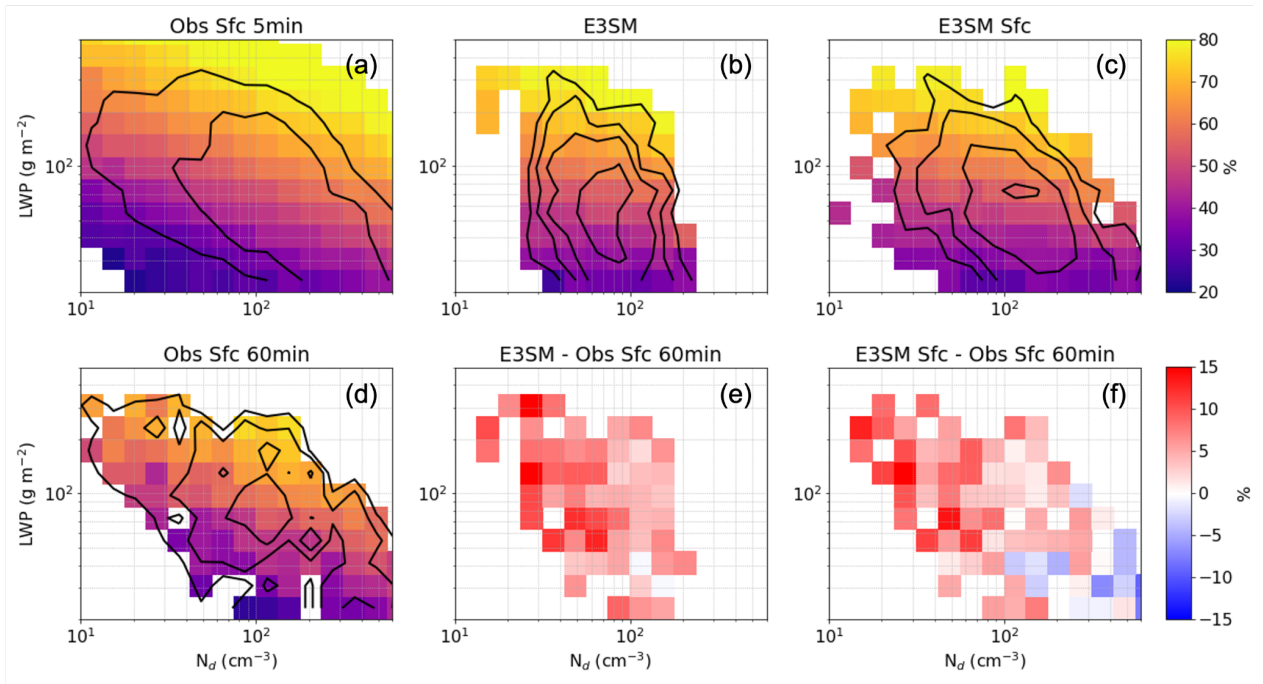 Obs Sfc 5min
E3SM
E3SM Sfc
(a)
(b)
(c)
LWP (g m⁻²)
10²
10¹ 10²
10¹ 10²
10¹ 10²
80
70
60
50
40
30
20
%
Obs Sfc 60min
E3SM - Obs Sfc 60min
E3SM Sfc - Obs Sfc 60min
(d)
(e)
(f)
LWP (g m⁻²)
10²
10²
10²
10¹ 10²
10¹ 10²
10¹ 10²
N_d (cm⁻³)
N_d (cm⁻³)
N_d (cm⁻³)
15
10
5
0
−5
−10
−15
%